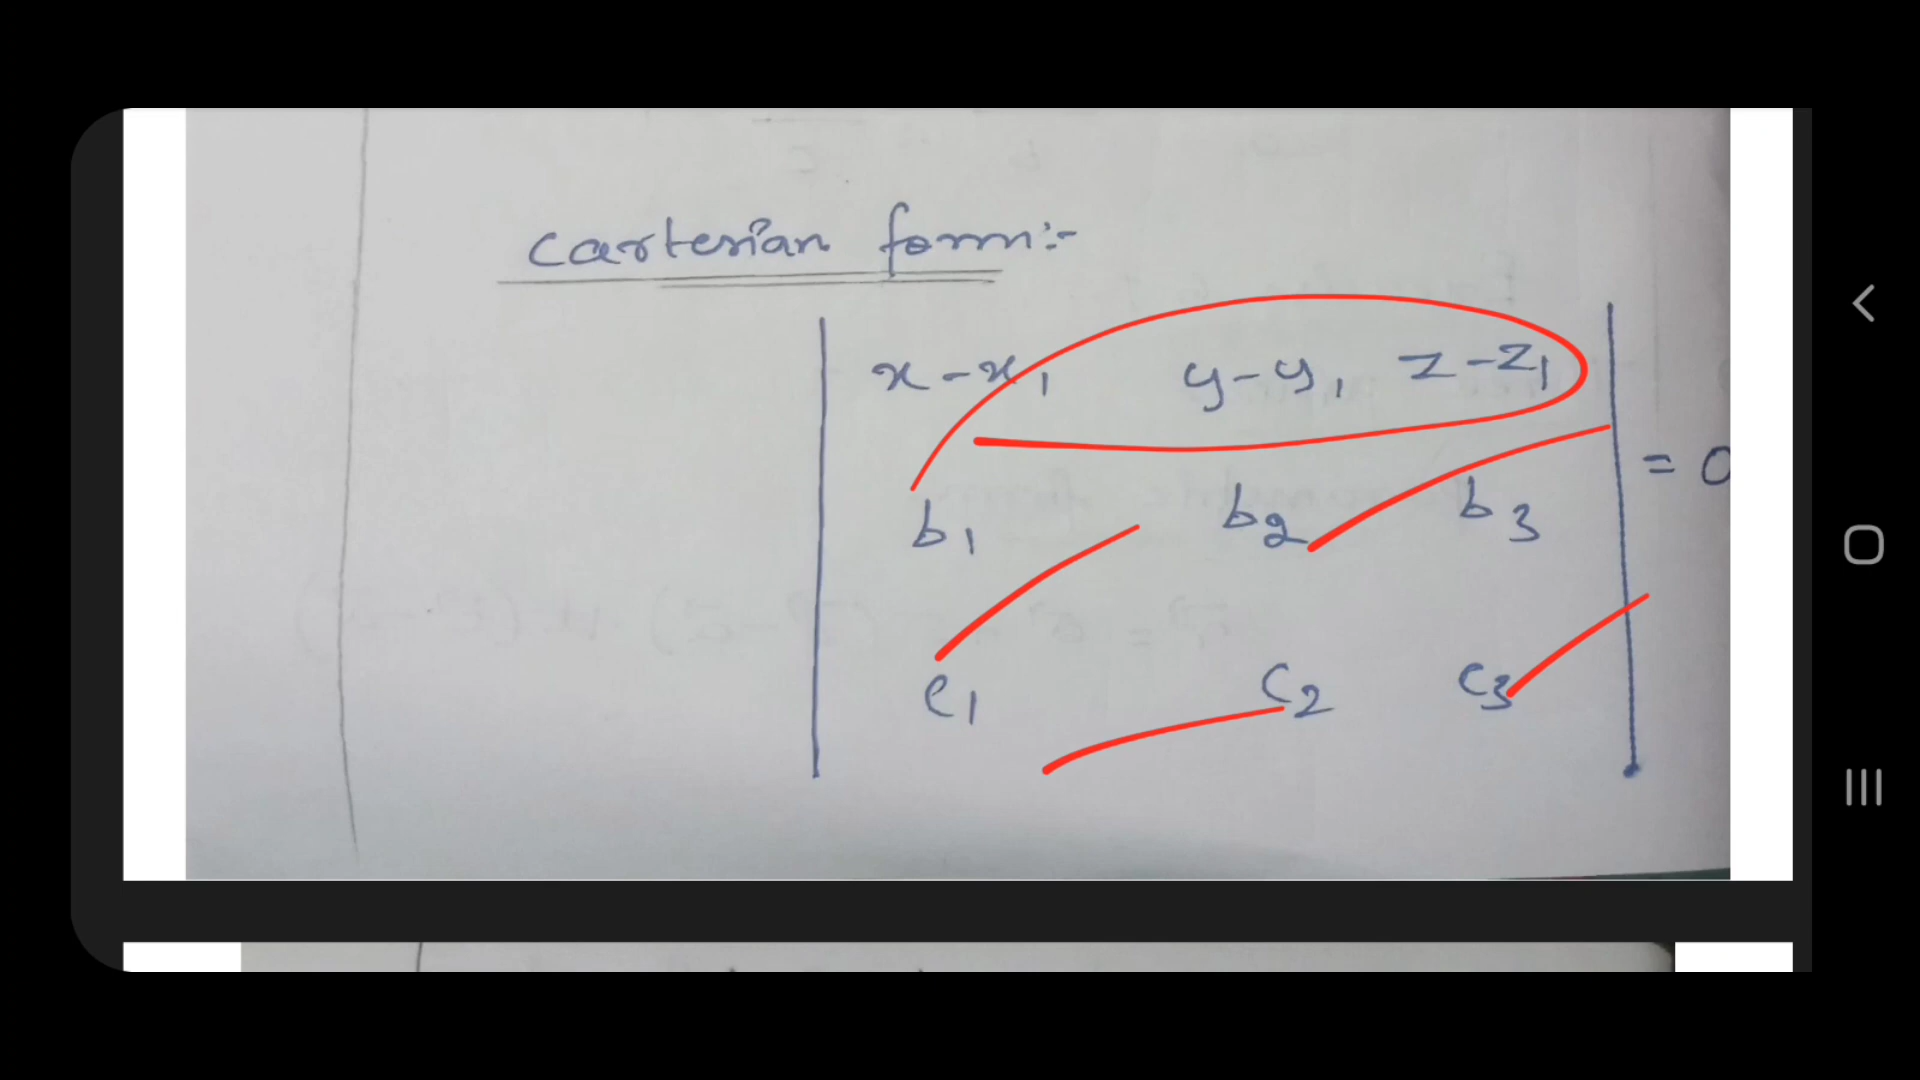 Cartesian form:-
x-x1 y-y1 z-z1
b1 b2 b3 = 0
c1 c2 c3